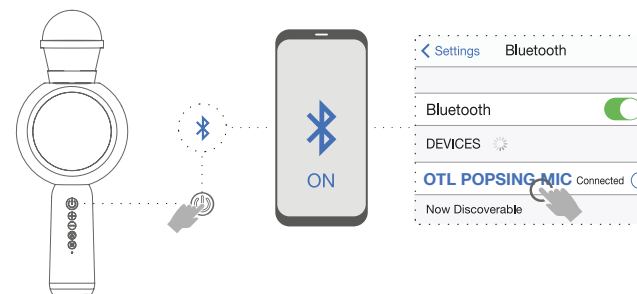 ON
Settings Bluetooth
Bluetooth
DEVICES
OTL POPSING MIC Connected
Now Discoverable